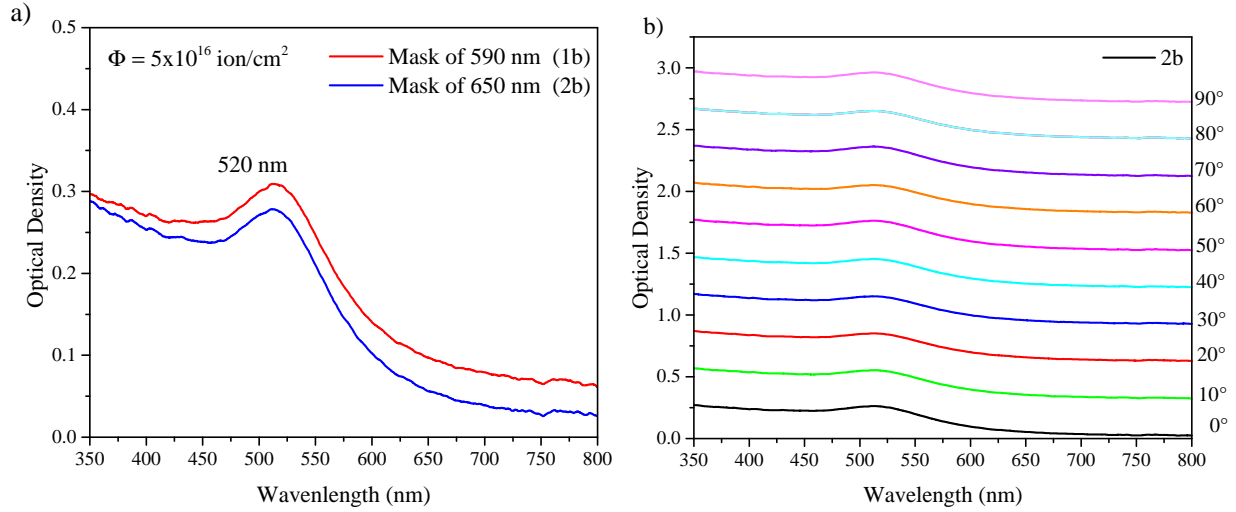 a)
Φ = 5x10¹⁶ ion/cm²
Mask of 590 nm (1b)
Mask of 650 nm (2b)
520 nm
0.5
0.4
0.3
0.2
0.1
0.0
Optical Density
350 400 450 500 550 600 650 700 750 800
Wavenlength (nm)
b)
2b
3.0
2.5
2.0
1.5
1.0
0.5
0.0
Optical Density
90°
80°
70°
60°
50°
40°
30°
20°
10°
0°
350 400 450 500 550 600 650 700 750 800
Wavelength (nm)